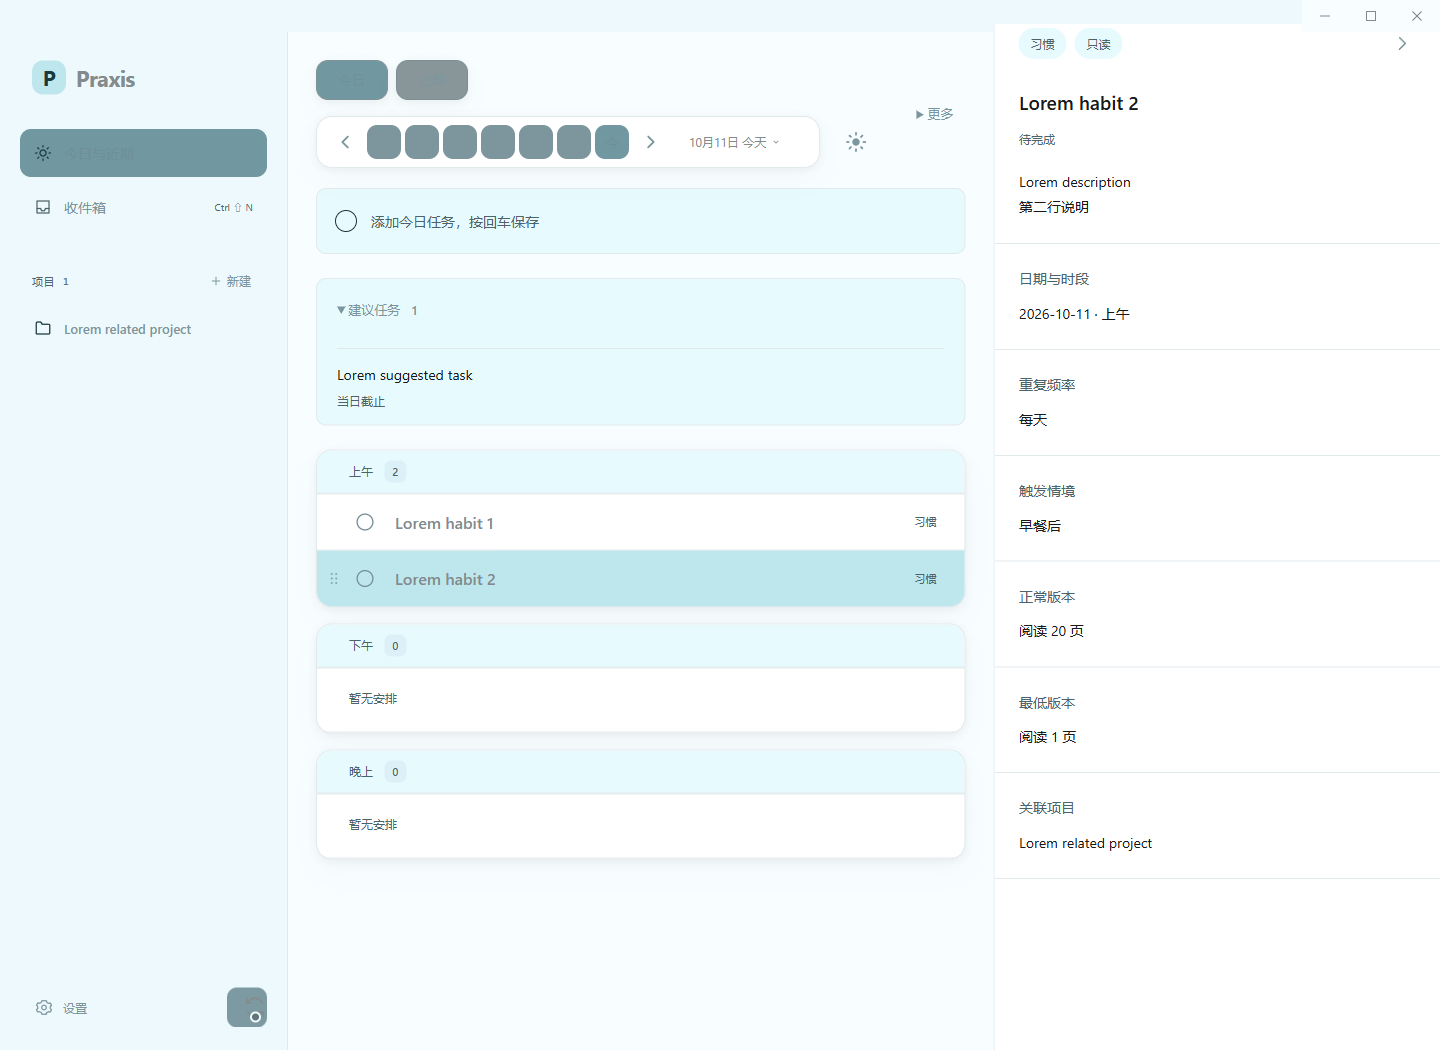 P Praxis
收件箱 Ctrl ⇧ N
项目 1 + 新建
Lorem related project
设置
▶更多
10月11日 今天
添加今日任务，按回车保存
▼建议任务 1
Lorem suggested task
当日截止
上午 2
Lorem habit 1 习惯
Lorem habit 2 习惯
下午 0
暂无安排
晚上 0
暂无安排
习惯 只读
Lorem habit 2
待完成
Lorem description
第二行说明
日期与时段
2026-10-11 · 上午
重复频率
每天
触发情境
早餐后
正常版本
阅读 20 页
最低版本
阅读 1 页
关联项目
Lorem related project